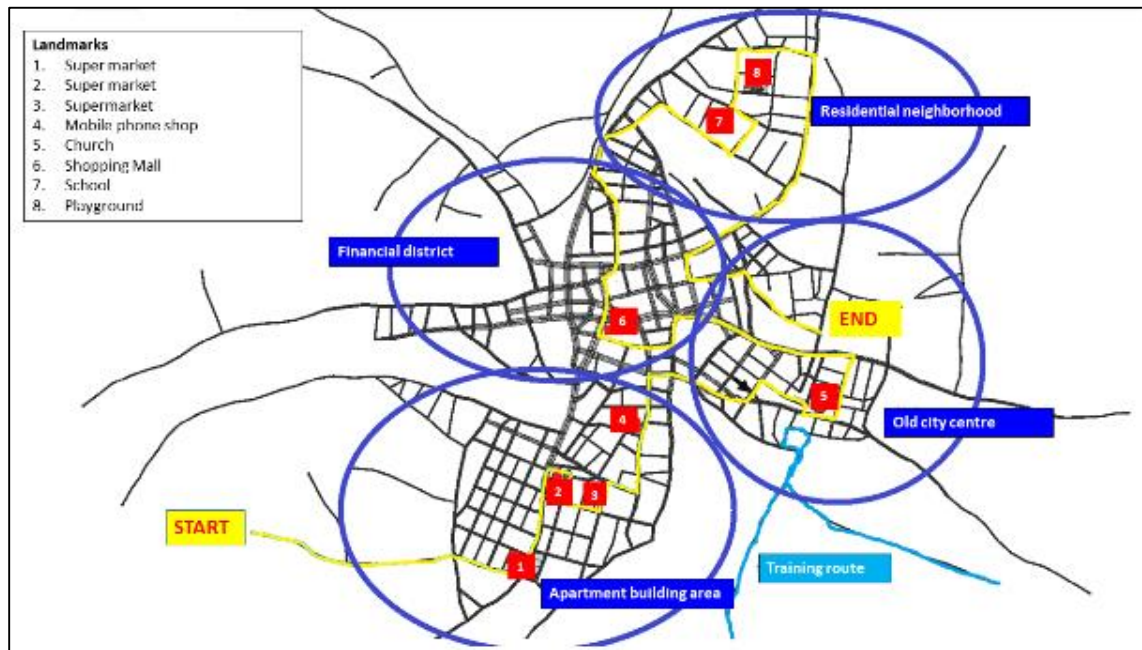 Landmarks
1. Super market
2. Super market
3. Supermarket
4. Mobile phone shop
5. Church
6. Shopping Mall
7. School
8. Playground
8
Residential neighborhood
7
Financial district
6
END
5
4
Old city centre
2
3
START
1
Training route
Apartment building area